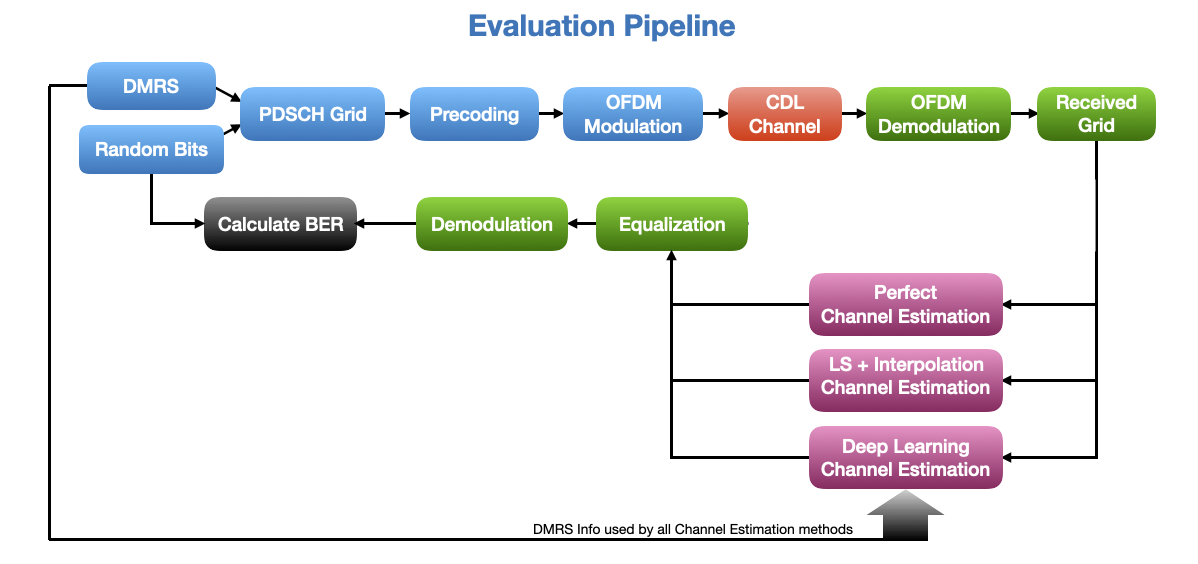 Evaluation Pipeline
DMRS
Random Bits
PDSCH Grid
Precoding
OFDM
Modulation
CDL
Channel
OFDM
Demodulation
Received
Grid
Calculate BER
Demodulation
Equalization
Perfect
Channel Estimation
LS + Interpolation
Channel Estimation
Deep Learning
Channel Estimation
DMRS Info used by all Channel Estimation methods